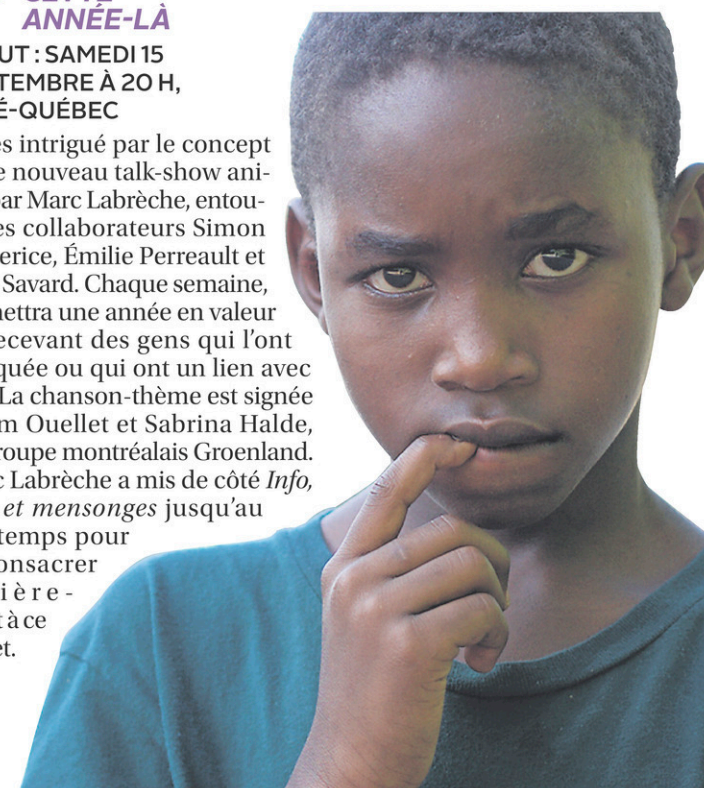 ANNÉE-LÀ
UT : SAMEDI 15
TEMBRE À 20 H,
É-QUÉBEC
s intrigué par le concept
e nouveau talk-show ani-
par Marc Labrèche, entou-
es collaborateurs Simon
erice, Émilie Perreault et
Savard. Chaque semaine,
ettra une année en valeur
ecevant des gens qui l’ont
quée ou qui ont un lien avec
La chanson-thème est signée
m Ouellet et Sabrina Halde,
roupe montréalais Groenland.
c Labrèche a mis de côté Info,
et mensonges jusqu’au
temps pour
onsacrer
ière-
t à ce
et.